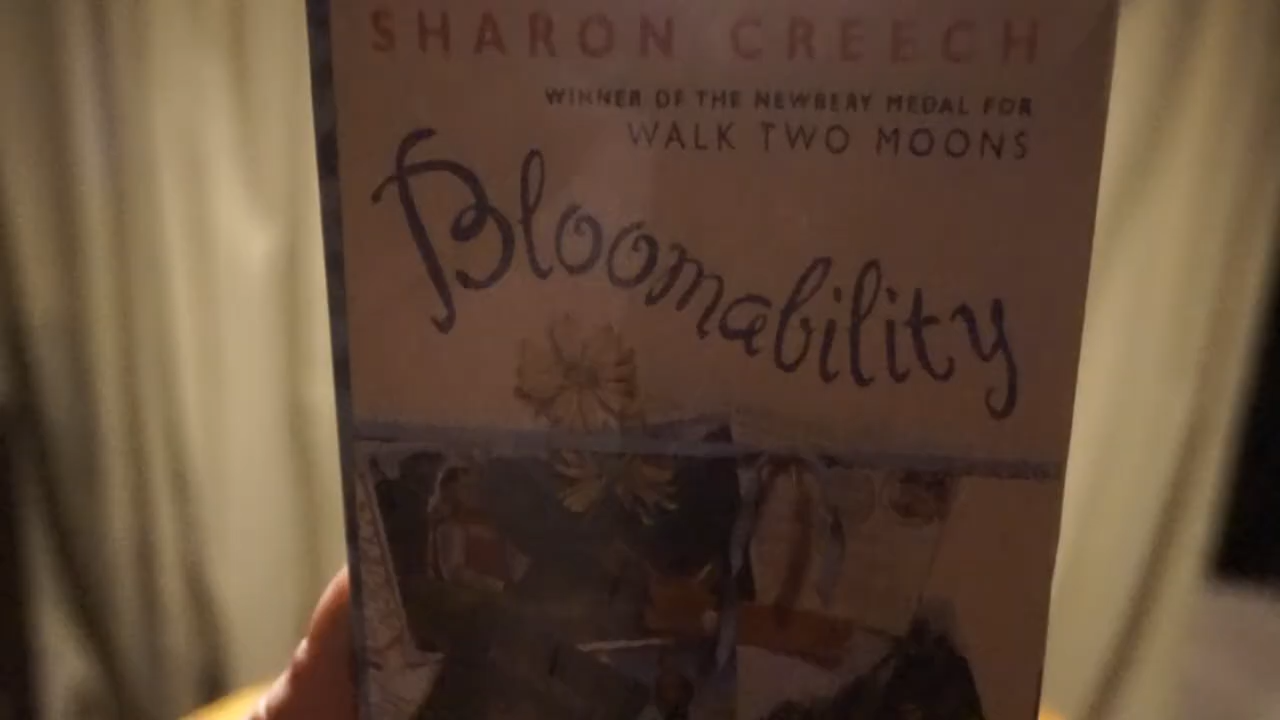 SHARON CREECH
WINNER OF THE NEWBERY MEDAL FOR
WALK TWO MOONS
Bloomability